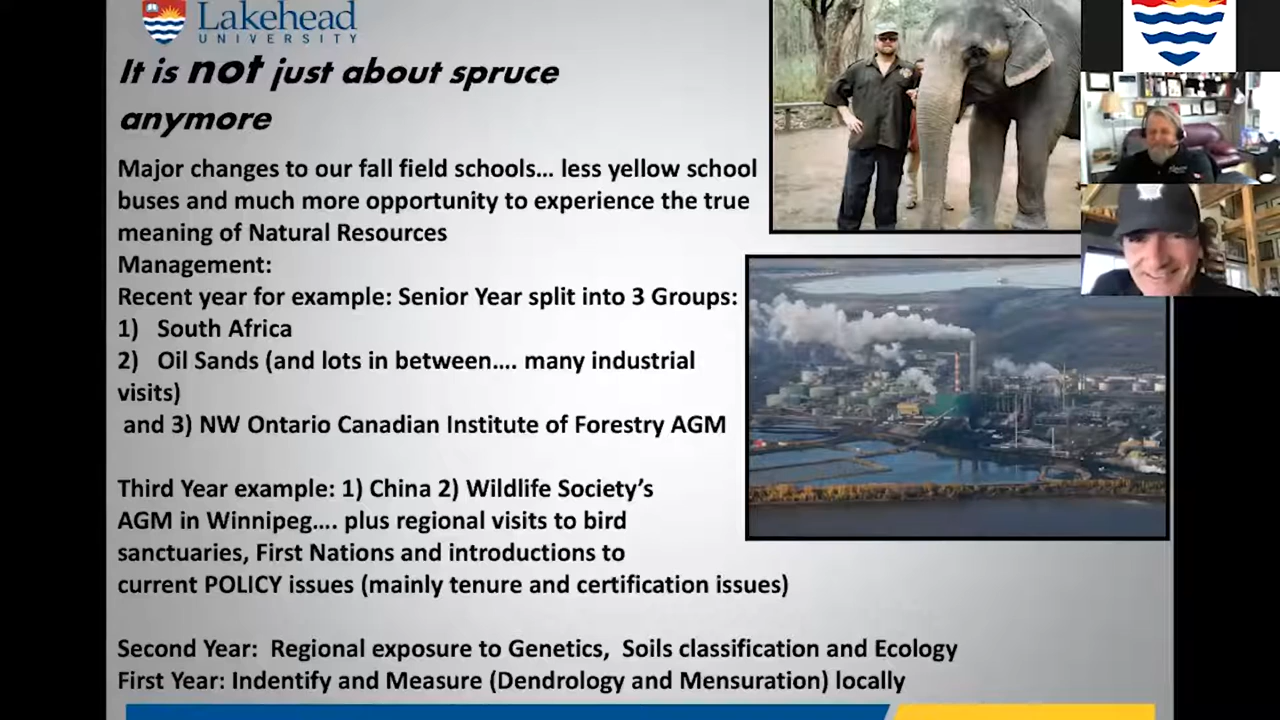 Lakehead
UNIVERSITY
It is not just about spruce
anymore
Major changes to our fall field schools... less yellow school
buses and much more opportunity to experience the true
meaning of Natural Resources
Management:
Recent year for example: Senior Year split into 3 Groups:
1) South Africa
2) Oil Sands (and lots in between.... many industrial
visits)
and 3) NW Ontario Canadian Institute of Forestry AGM
Third Year example: 1) China 2) Wildlife Society's
AGM in Winnipeg.... plus regional visits to bird
sanctuaries, First Nations and introductions to
current POLICY issues (mainly tenure and certification issues)
Second Year: Regional exposure to Genetics, Soils classification and Ecology
First Year: Indentify and Measure (Dendrology and Mensuration) locally